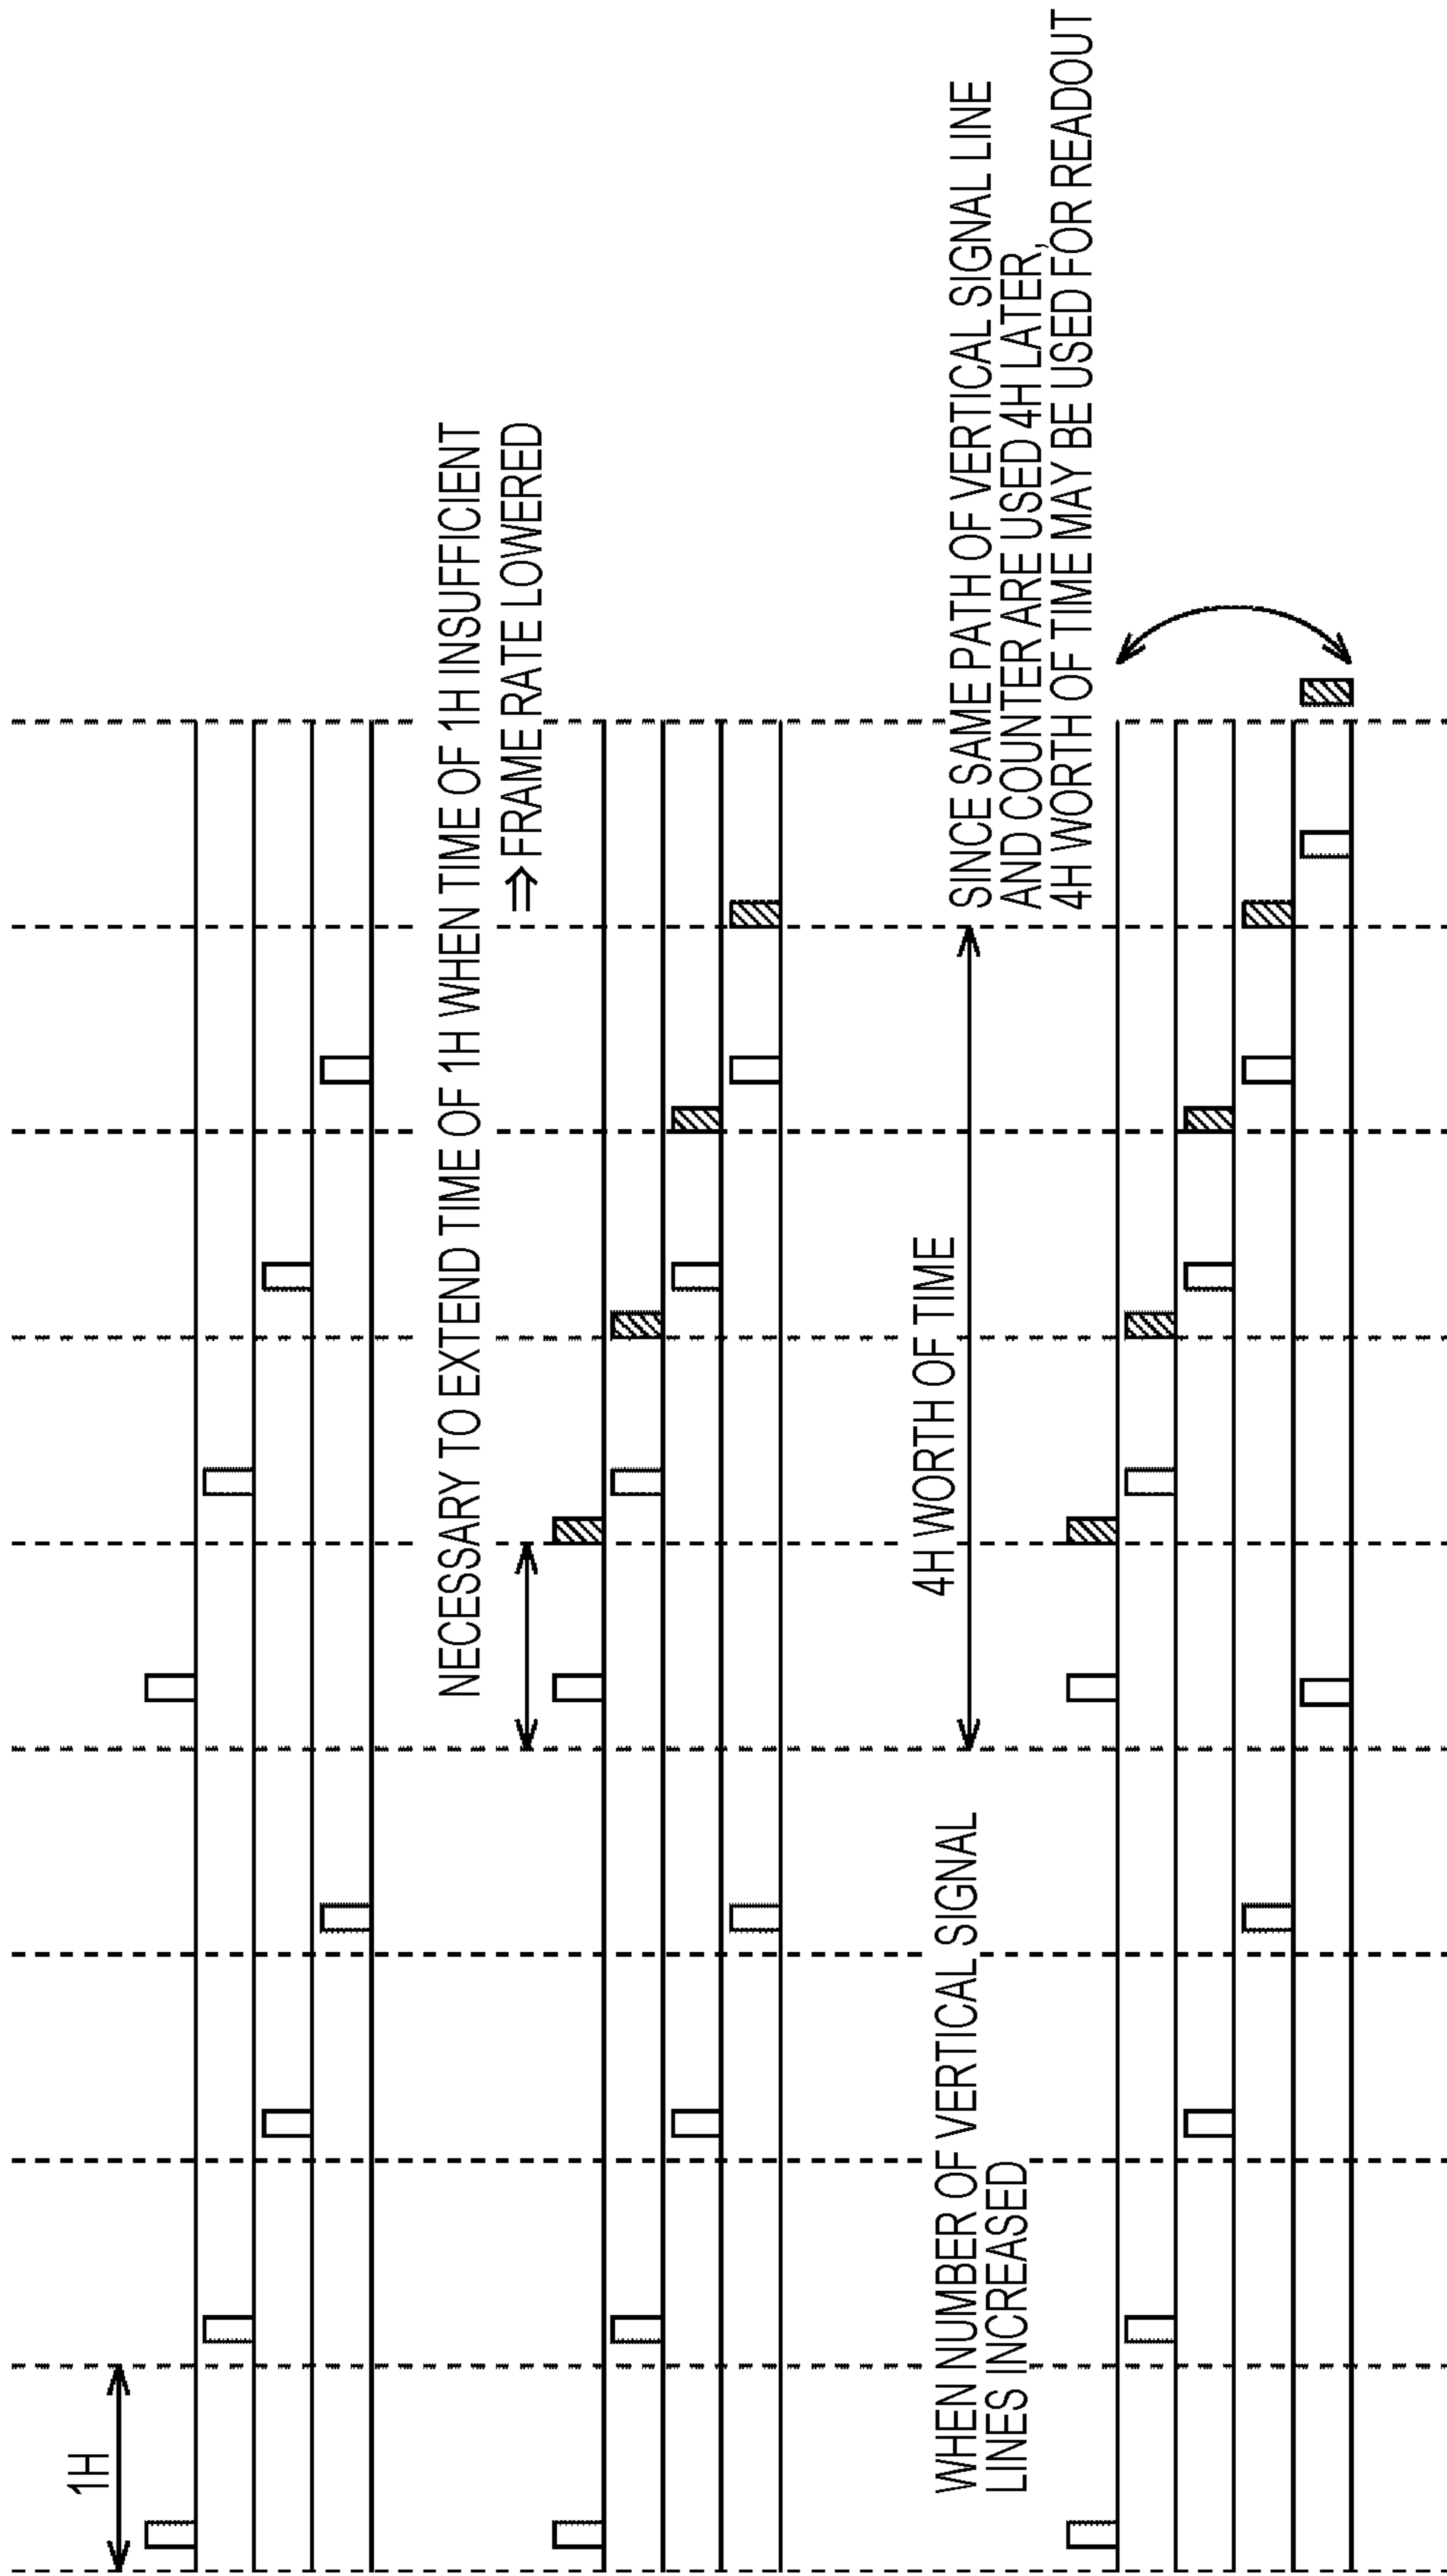 1H
NECESSARY TO EXTEND TIME OF 1H WHEN TIME OF 1H INSUFFICIENT
⇒ FRAME RATE LOWERED
WHEN NUMBER OF VERTICAL SIGNAL
LINES INCREASED
4H WORTH OF TIME
SINCE SAME PATH OF VERTICAL SIGNAL LINE
AND COUNTER ARE USED 4H LATER,
4H WORTH OF TIME MAY BE USED FOR READOUT